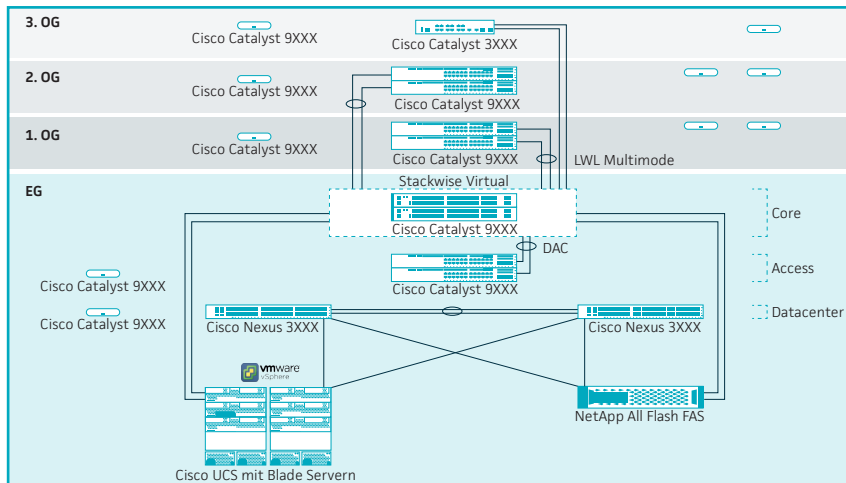 3. OG
Cisco Catalyst 9XXX
Cisco Catalyst 3XXX
2. OG
Cisco Catalyst 9XXX
Cisco Catalyst 9XXX
1. OG
Cisco Catalyst 9XXX
Cisco Catalyst 9XXX
LWL Multimode
EG
Stackwise Virtual
Cisco Catalyst 9XXX
Core
DAC
Cisco Catalyst 9XXX
Access
Cisco Catalyst 9XXX
Cisco Catalyst 9XXX
Cisco Nexus 3XXX
Cisco Nexus 3XXX
Datacenter
vmware
vSphere
Cisco UCS mit Blade Servern
NetApp All Flash FAS